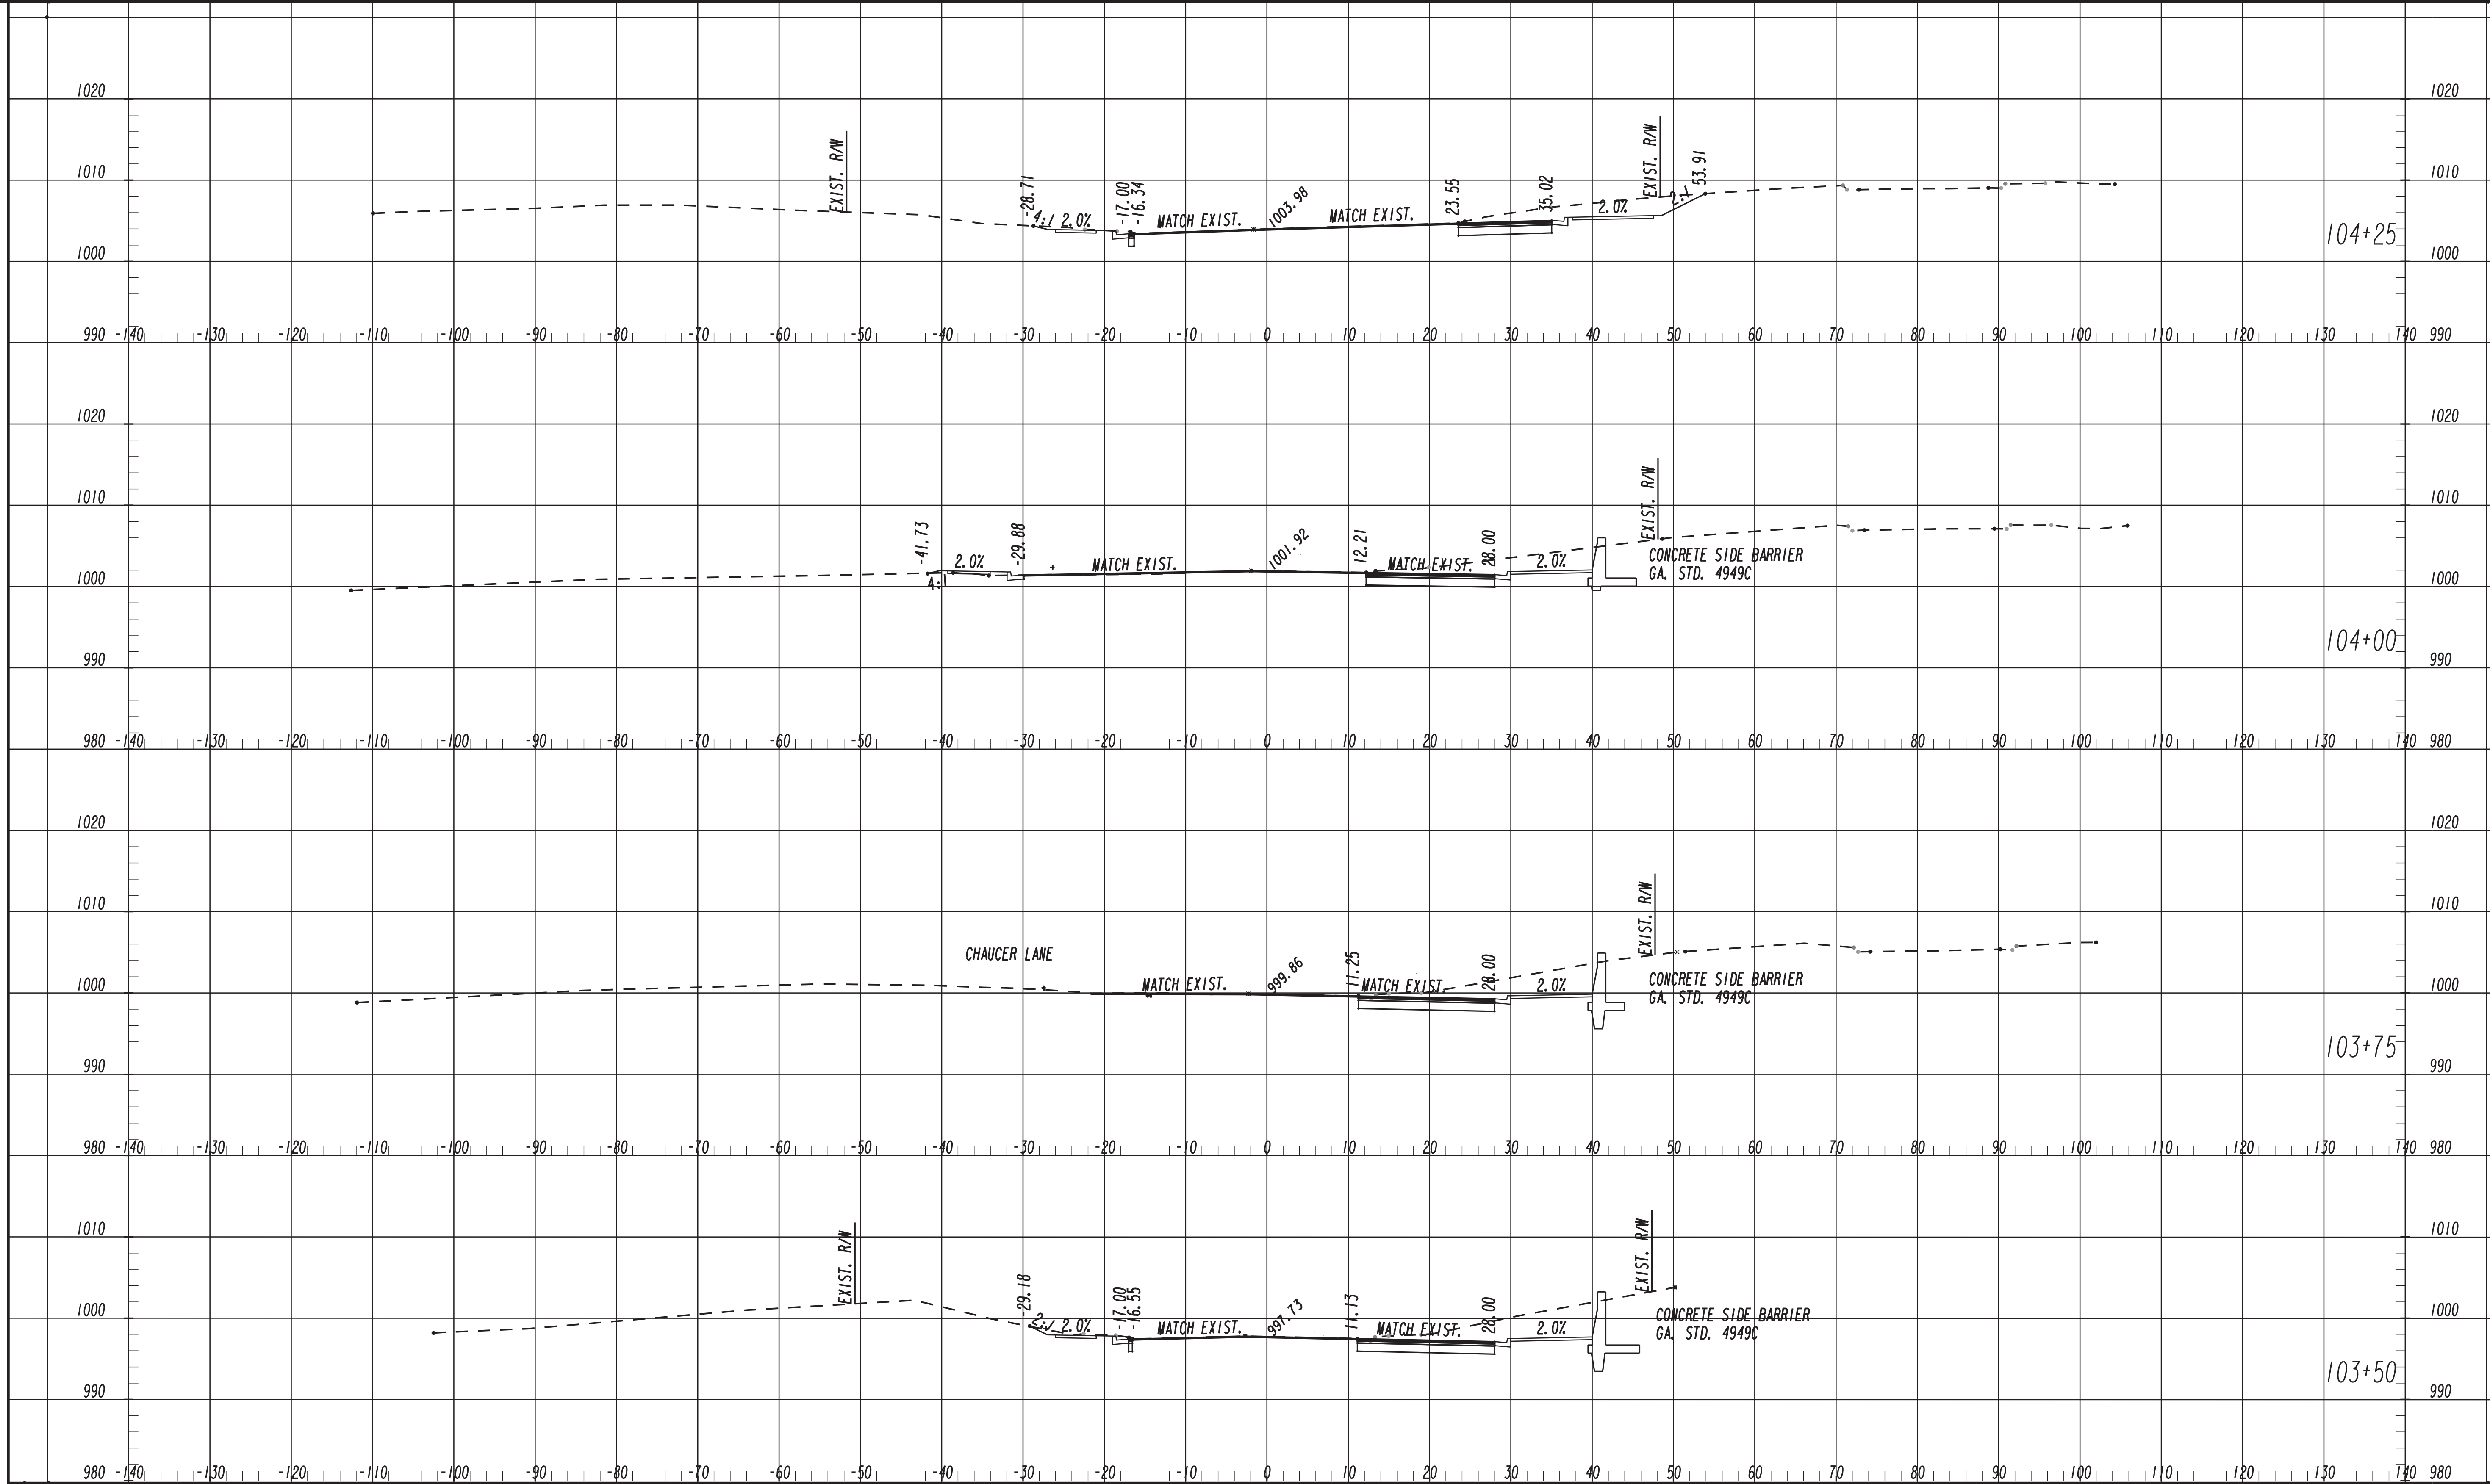 1020 1020
EXIST. R/W EXIST. R/W
1010 -28.71 -17.00 -16.34 23.55 35.02 53.91 1010
4:1 2.0% MATCH EXIST. 1003.98 MATCH EXIST. 2.0% 2:1
104+25
1000 1000
990 -140 -130 -120 -110 -100 -90 -80 -70 -60 -50 -40 -30 -20 -10 0 10 20 30 40 50 60 70 80 90 100 110 120 130 140 990
1020 1020
1010 EXIST. R/W 1010
-41.73 -29.88 12.21 28.00
2.0% MATCH EXIST. 1001.92 MATCH EXIST. 2.0% CONCRETE SIDE BARRIER
4:1 GA. STD. 4949C
1000 1000
104+00
990 990
980 -140 -130 -120 -110 -100 -90 -80 -70 -60 -50 -40 -30 -20 -10 0 10 20 30 40 50 60 70 80 90 100 110 120 130 140 980
1020 1020
1010 1010
EXIST. R/W
CHAUCER LANE 11.25 28.00
MATCH EXIST. 999.86 MATCH EXIST. 2.0% CONCRETE SIDE BARRIER
1000 GA. STD. 4949C 1000
103+75
990 990
980 -140 -130 -120 -110 -100 -90 -80 -70 -60 -50 -40 -30 -20 -10 0 10 20 30 40 50 60 70 80 90 100 110 120 130 140 980
1010 1010
EXIST. R/W EXIST. R/W
1000 -29.18 -17.00 -16.55 11.13 28.00 1000
CONCRETE SIDE BARRIER
2:1 2.0% MATCH EXIST. 997.73 MATCH EXIST. 2.0% GA. STD. 4949C
103+50
990 990
980 -140 -130 -120 -110 -100 -90 -80 -70 -60 -50 -40 -30 -20 -10 0 10 20 30 40 50 60 70 80 90 100 110 120 130 140 980